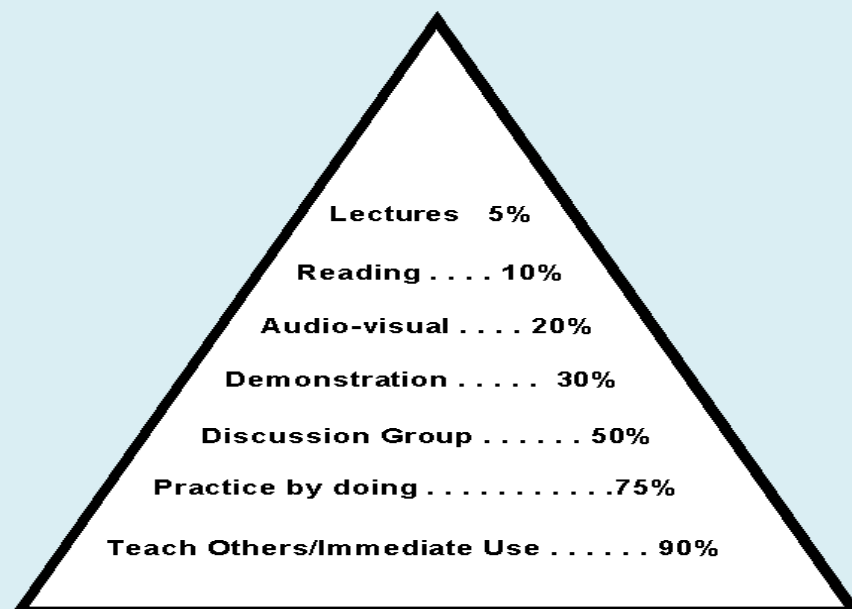 Lectures 5%
Reading . . . . 10%
Audio-visual . . . . 20%
Demonstration . . . . . 30%
Discussion Group . . . . . . 50%
Practice by doing . . . . . . . . . . .75%
Teach Others/Immediate Use . . . . . . 90%